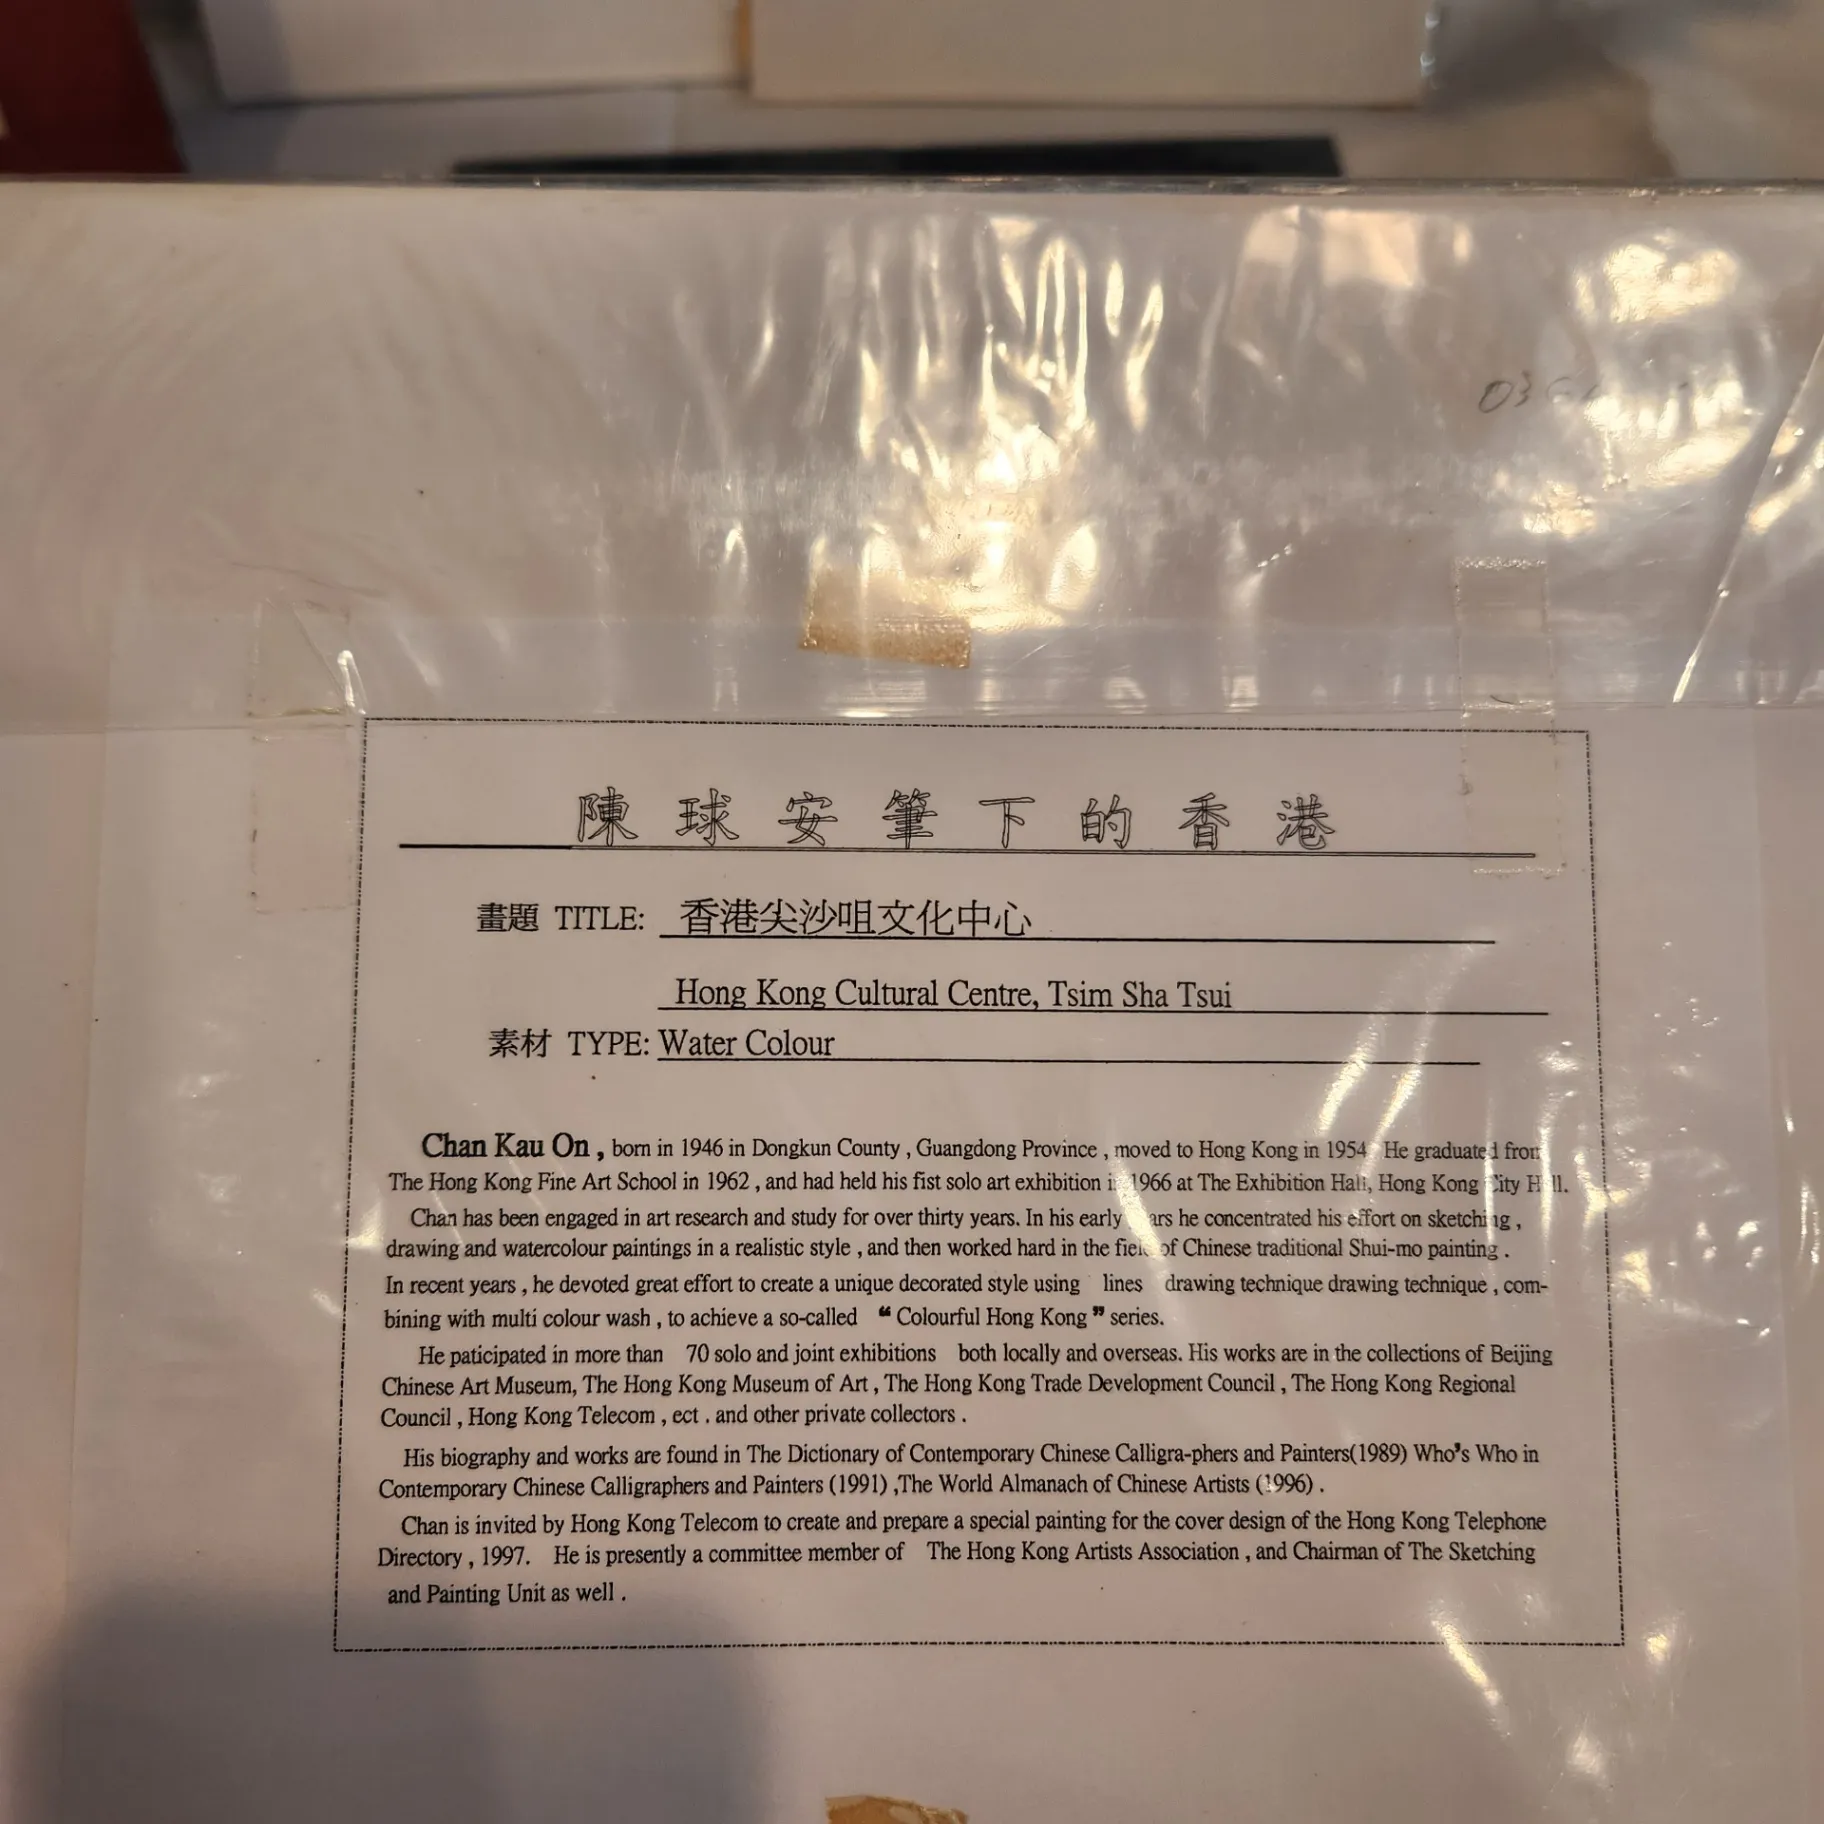 陳球安筆下的香港
畫題 TITLE: 香港尖沙咀文化中心
Hong Kong Cultural Centre, Tsim Sha Tsui
素材 TYPE: Water Colour
Chan Kau On , born in 1946 in Dongkun County , Guangdong Province , moved to Hong Kong in 1954 He graduated from
The Hong Kong Fine Art School in 1962 , and had held his fist solo art exhibition in 1966 at The Exhibition Hall, Hong Kong City Hall.
Chan has been engaged in art research and study for over thirty years. In his early years he concentrated his effort on sketching ,
drawing and watercolour paintings in a realistic style , and then worked hard in the field of Chinese traditional Shui-mo painting .
In recent years , he devoted great effort to create a unique decorated style using lines drawing technique drawing technique , com-
bining with multi colour wash , to achieve a so-called “ Colourful Hong Kong ” series.
He paticipated in more than 70 solo and joint exhibitions both locally and overseas. His works are in the collections of Beijing
Chinese Art Museum, The Hong Kong Museum of Art , The Hong Kong Trade Development Council , The Hong Kong Regional
Council , Hong Kong Telecom , ect . and other private collectors .
His biography and works are found in The Dictionary of Contemporary Chinese Calligra-phers and Painters(1989) Who's Who in
Contemporary Chinese Calligraphers and Painters (1991) ,The World Almanach of Chinese Artists (1996) .
Chan is invited by Hong Kong Telecom to create and prepare a special painting for the cover design of the Hong Kong Telephone
Directory , 1997. He is presently a committee member of The Hong Kong Artists Association , and Chairman of The Sketching
and Painting Unit as well .